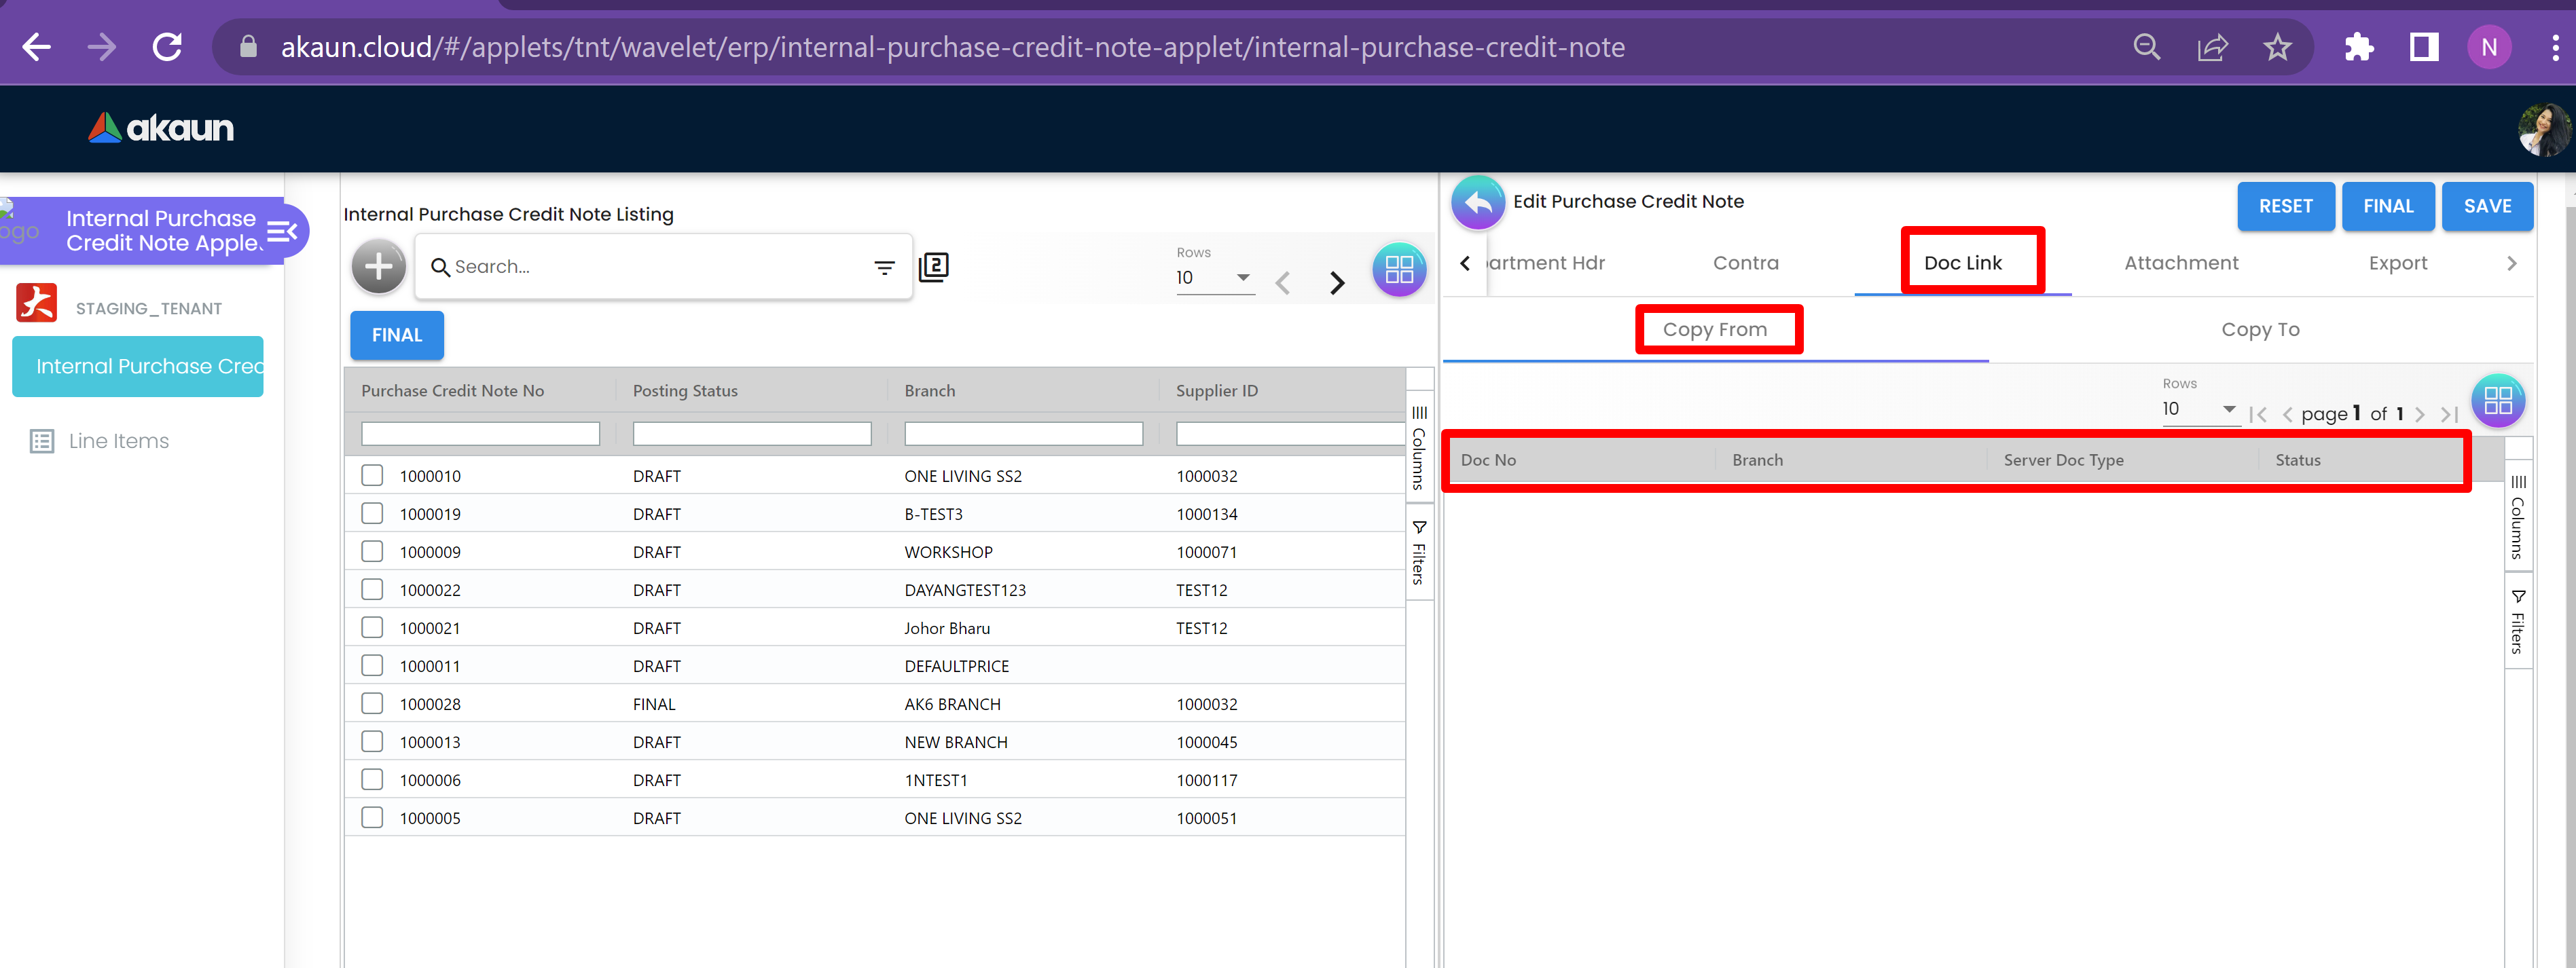 akaun.cloud/#/applets/tnt/wavelet/erp/internal-purchase-credit-note-applet/internal-purchase-credit-note
N
akaun
ogo
Internal Purchase
Credit Note Apple
STAGING_TENANT
Internal Purchase Cred
Line Items
Internal Purchase Credit Note Listing
Search...
2
Rows
10
FINAL
Purchase Credit Note No Posting Status Branch Supplier ID
1000010 DRAFT ONE LIVING SS2 1000032
1000019 DRAFT B-TEST3 1000134
1000009 DRAFT WORKSHOP 1000071
1000022 DRAFT DAYANGTEST123 TEST12
1000021 DRAFT Johor Bharu TEST12
1000011 DRAFT DEFAULTPRICE
1000028 FINAL AK6 BRANCH 1000032
1000013 DRAFT NEW BRANCH 1000045
1000006 DRAFT 1NTEST1 1000117
1000005 DRAFT ONE LIVING SS2 1000051
Columns
Filters
Edit Purchase Credit Note
RESET FINAL SAVE
artment Hdr Contra Doc Link Attachment Export
Copy From Copy To
Rows
10
page 1 of 1
Doc No Branch Server Doc Type Status
Columns
Filters